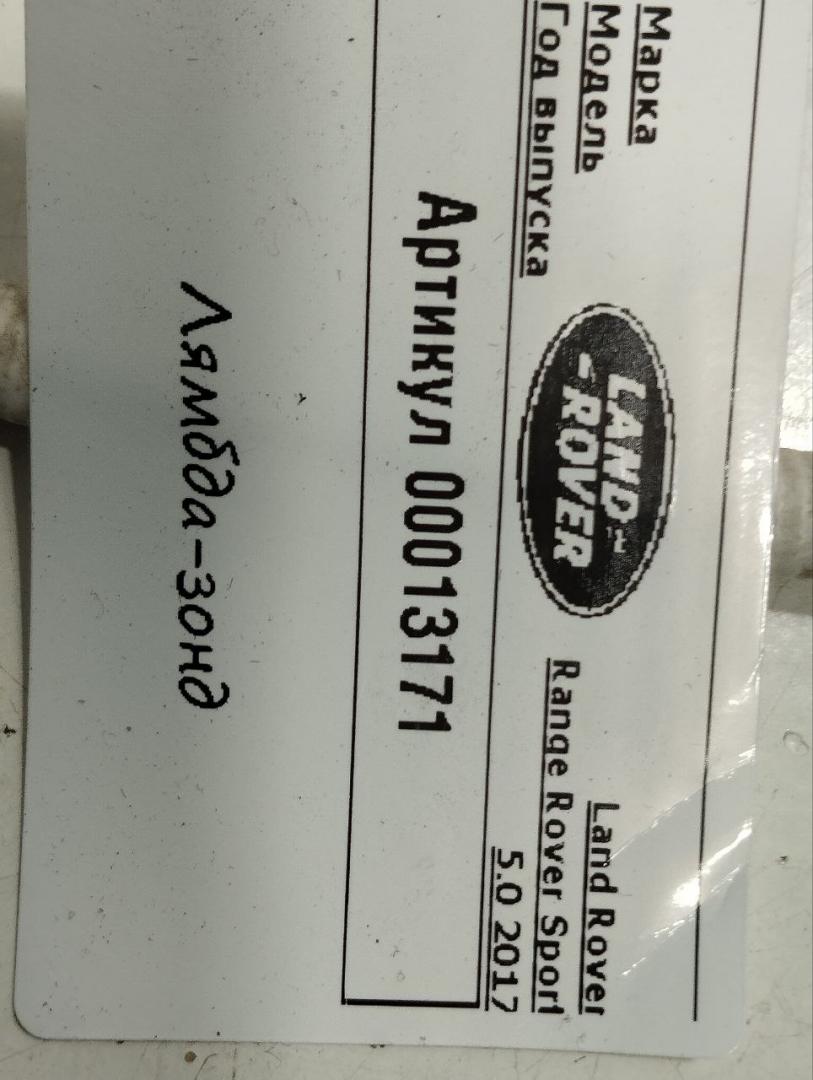 Марка
Land Rover
Модель
Range Rover Sport
Год выпуска
5.0 2017
LAND-
-ROVER
Артикул 00013171
Лямбда-зонд